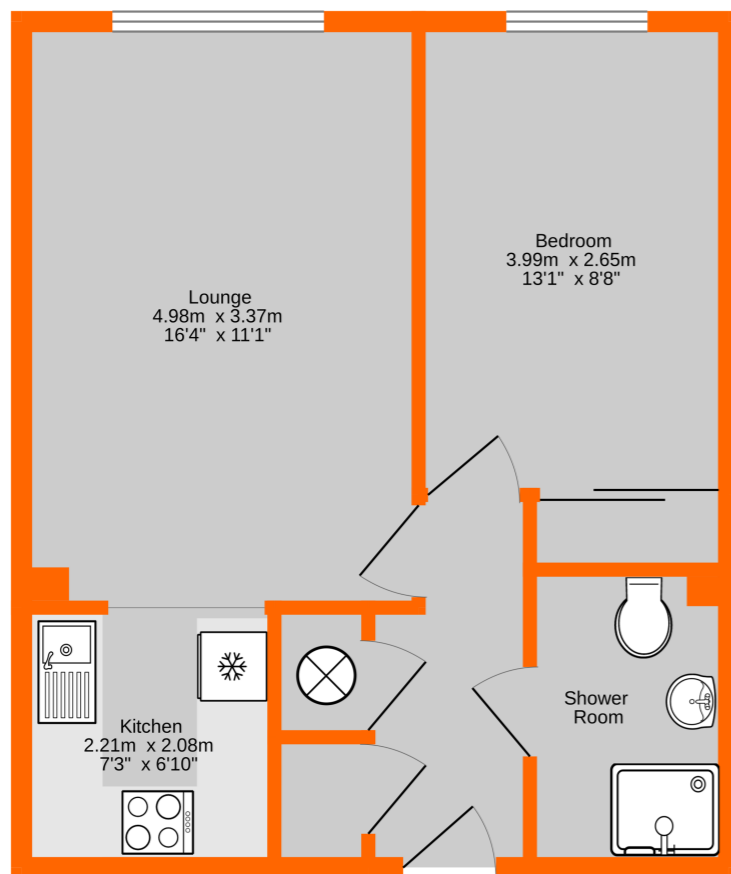 Bedroom
3.99m x 2.65m
13'1" x 8'8"
Lounge
4.98m x 3.37m
16'4" x 11'1"
Shower
Room
Kitchen
2.21m x 2.08m
7'3" x 6'10"